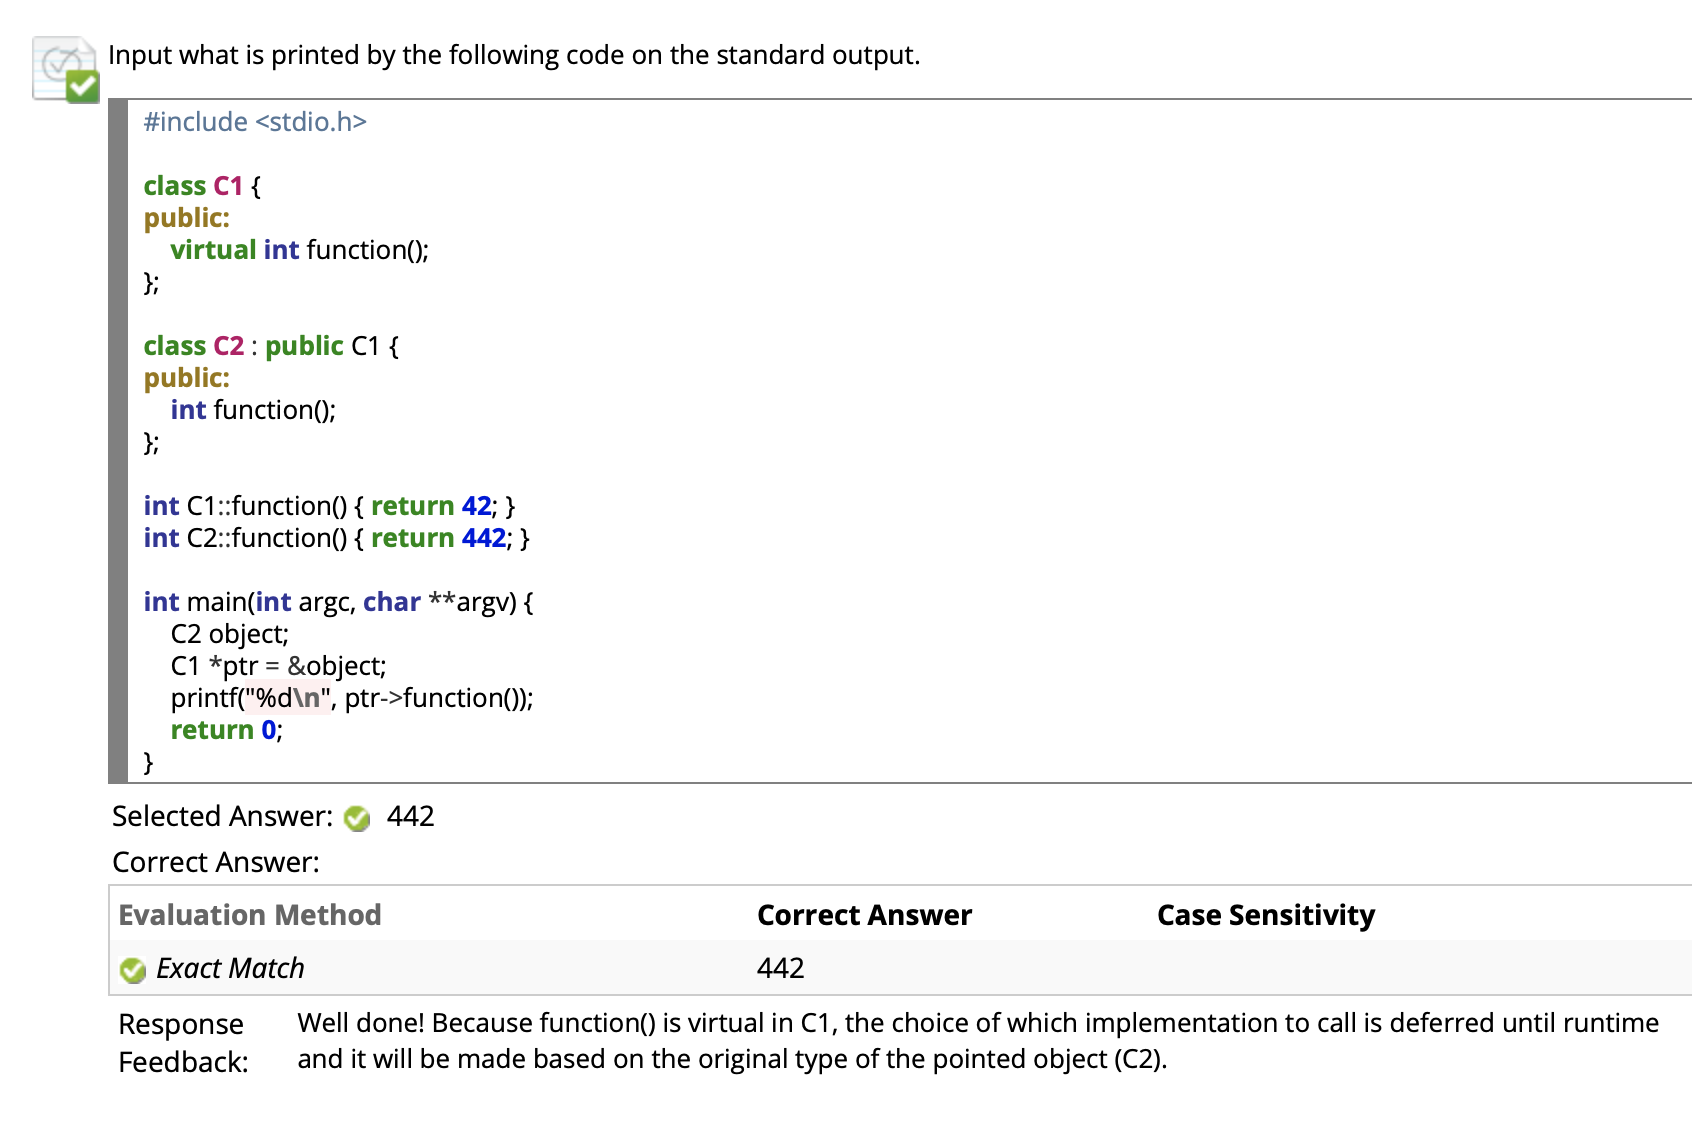 Input what is printed by the following code on the standard output.
#include <stdio.h>
class C1 {
public:
virtual int function();
};
class C2 : public C1 {
public:
int function();
};
int C1::function() { return 42; }
int C2::function() { return 442; }
int main(int argc, char **argv) {
C2 object;
C1 *ptr = &object;
printf("%d\n", ptr->function());
return 0;
}
Selected Answer: 442
Correct Answer:
Evaluation Method Correct Answer Case Sensitivity
Exact Match 442
Response Feedback: Well done! Because function() is virtual in C1, the choice of which implementation to call is deferred until runtime
and it will be made based on the original type of the pointed object (C2).